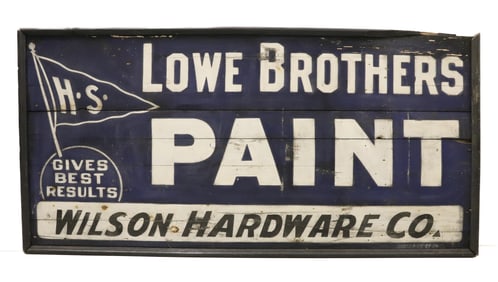 LOWE BROTHERS
H·S·
PAINT
GIVES
BEST
RESULTS
WILSON HARDWARE CO.